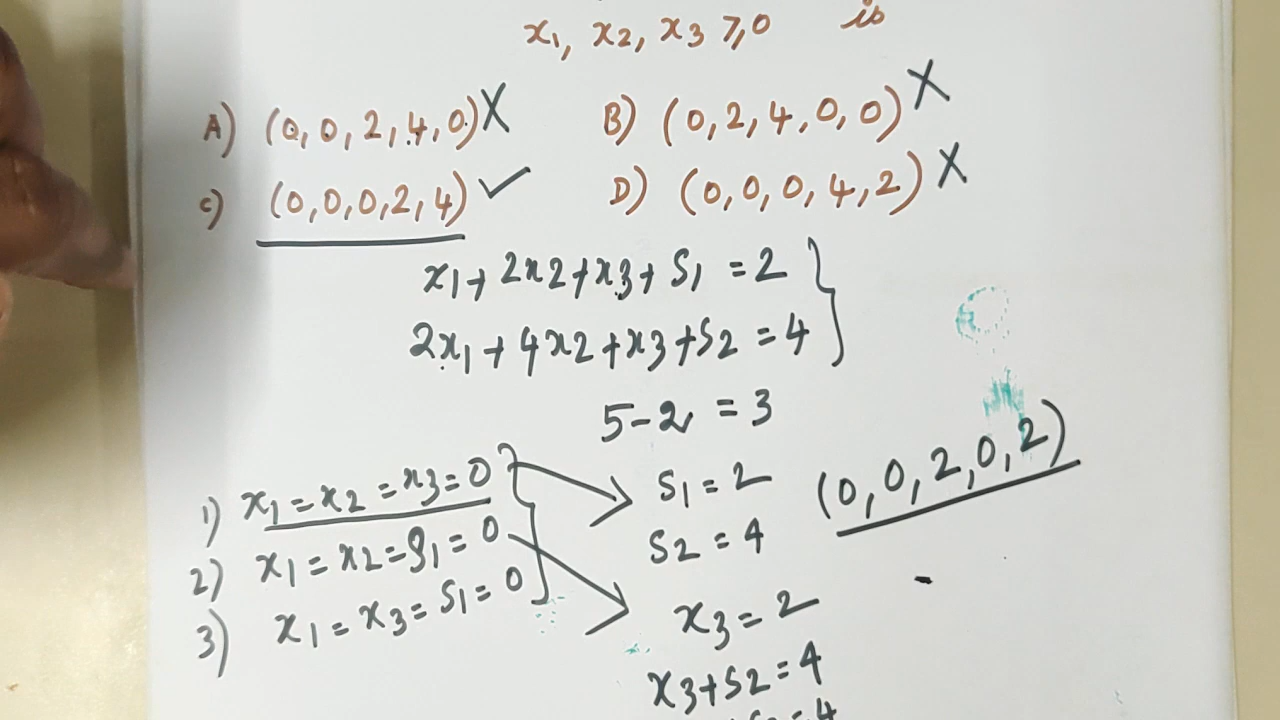 x1, x2, x3 ≥ 0 is
A) (0, 0, 2, 4, 0) X B) (0, 2, 4, 0, 0) X
C) (0, 0, 0, 2, 4) ✓ D) (0, 0, 0, 4, 2) X
x1 + 2x2 + x3 + S1 = 2
2x1 + 4x2 + x3 + S2 = 4
5 - 2 = 3
1) x1 = x2 = x3 = 0 S1 = 2 (0, 0, 2, 0, 2)
2) x1 = x2 = S1 = 0 S2 = 4
3) x1 = x3 = S1 = 0 x3 = 2
x3 + S2 = 4
= 4